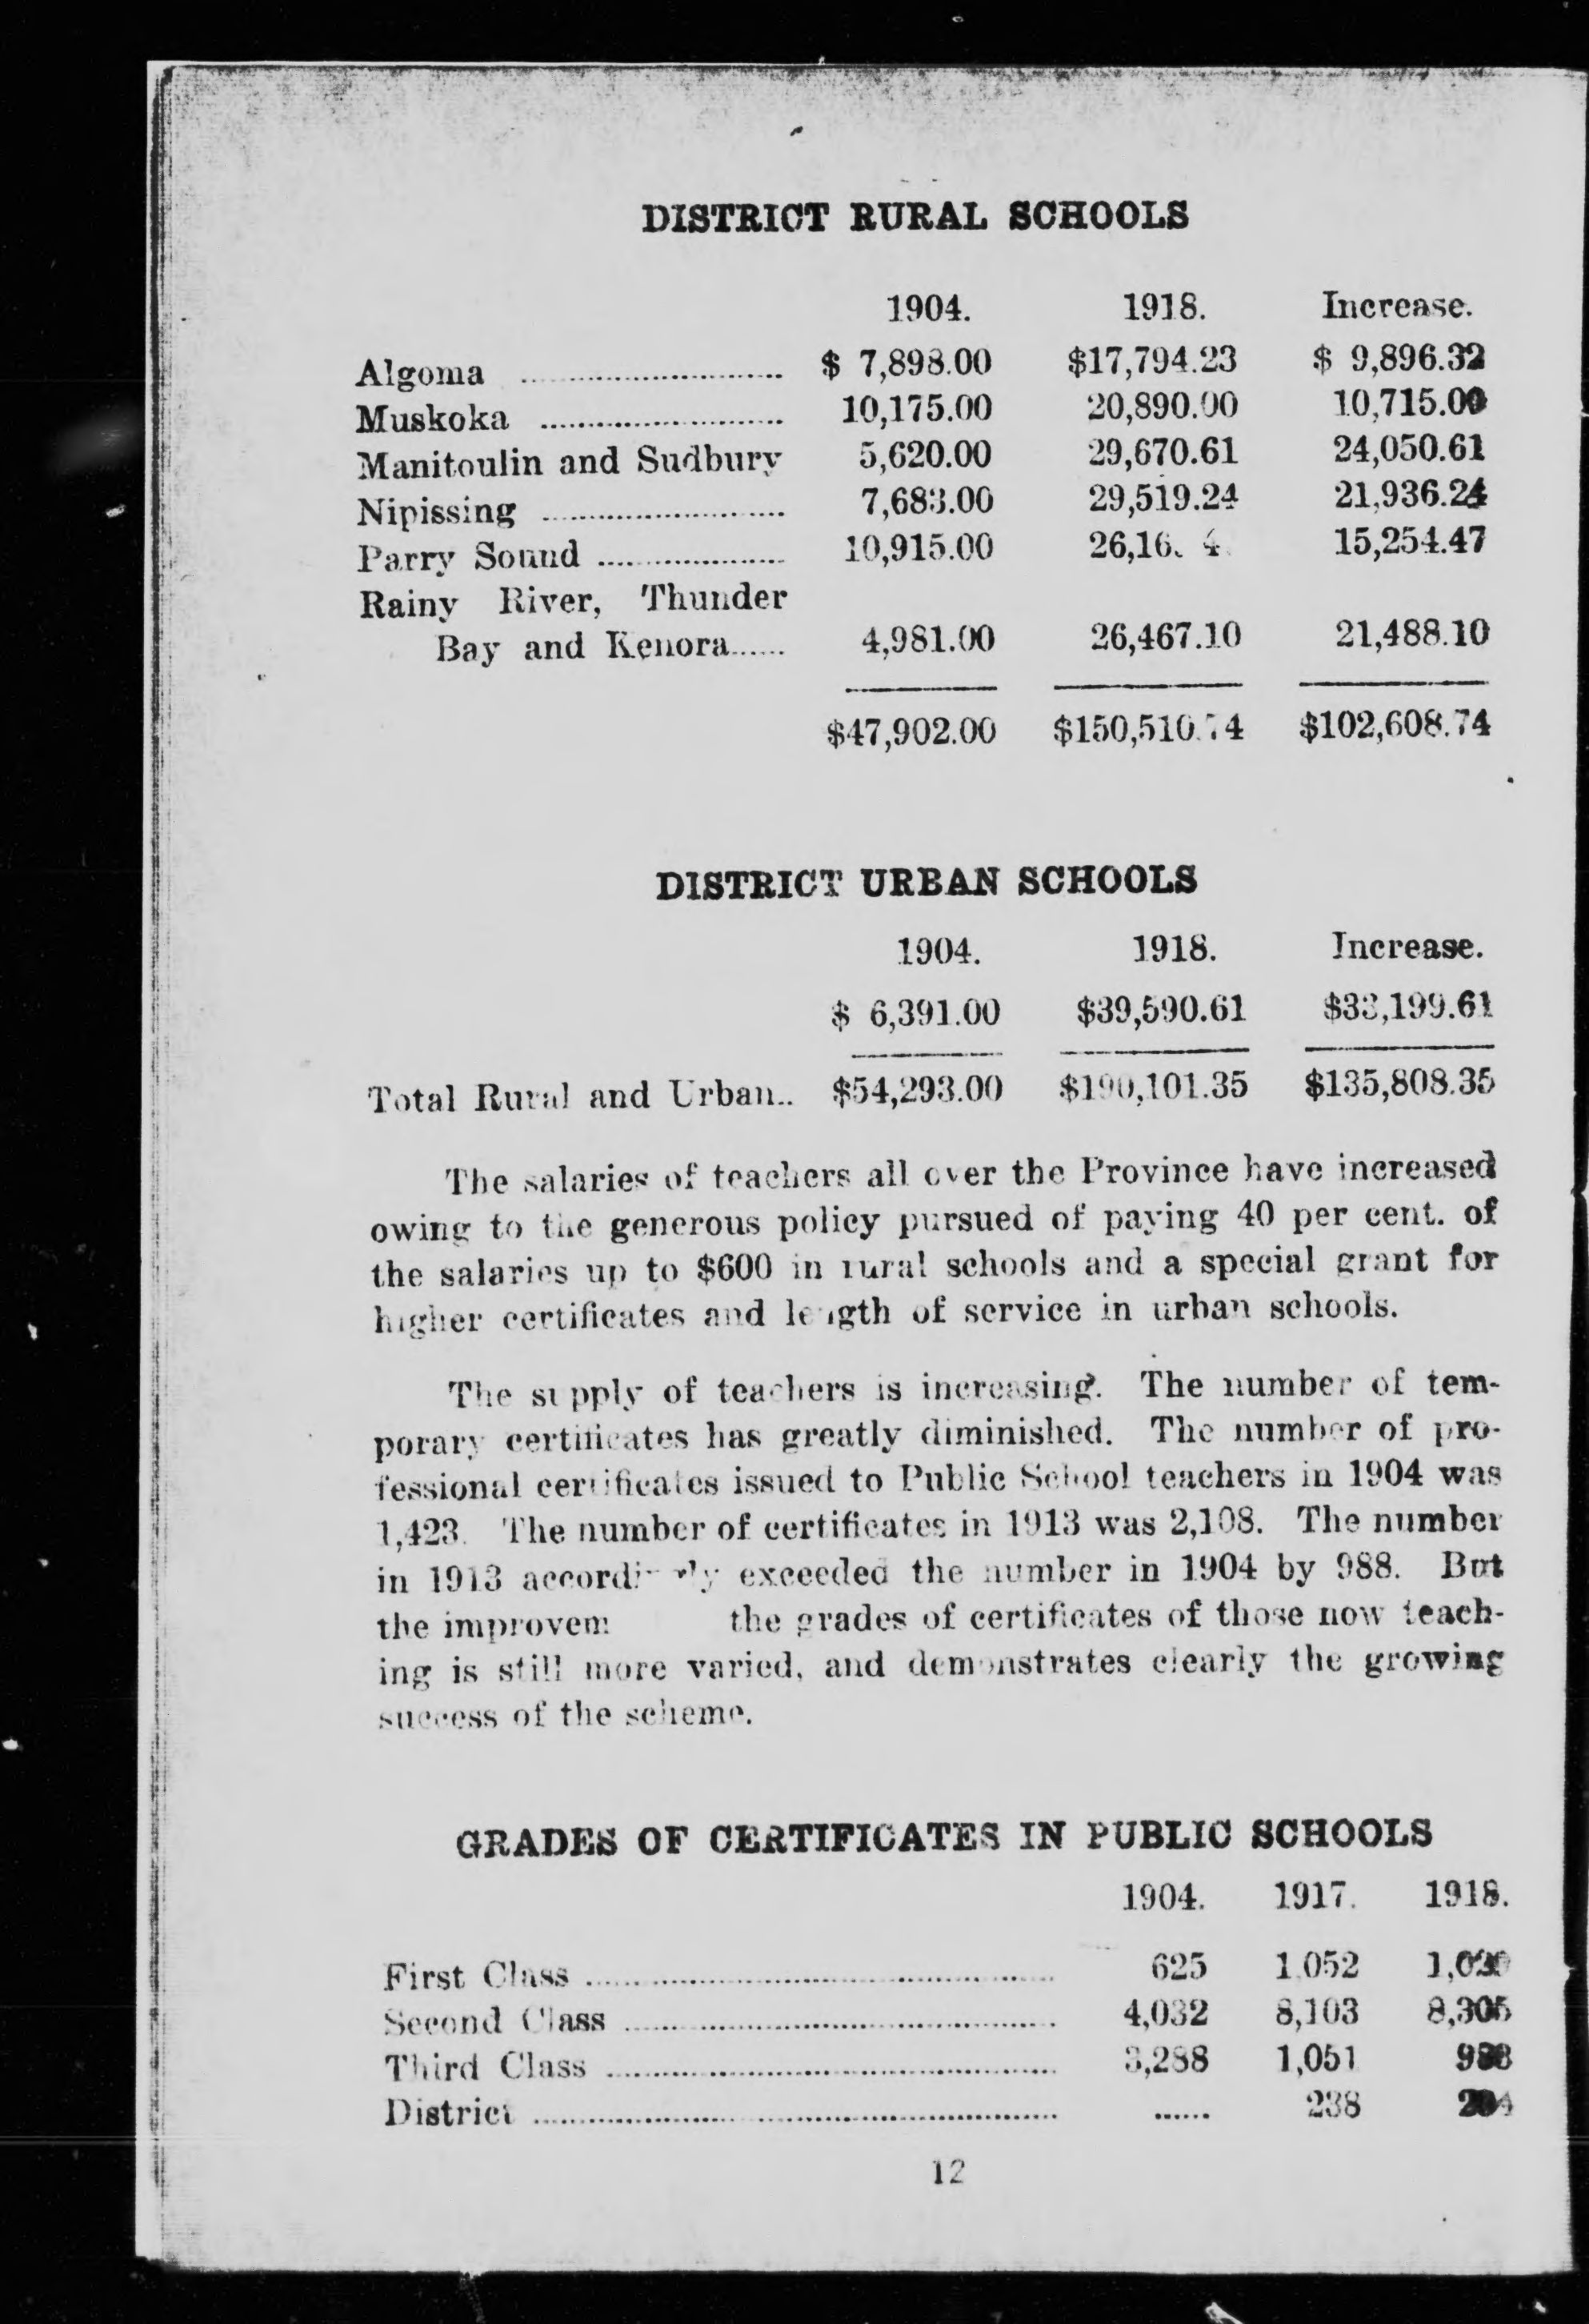 DISTRICT RURAL SCHOOLS
1904. 1918. Increase.
Algoma ............................ $ 7,898.00 $17,794.23 $ 9,896.32
Muskoka .......................... 10,175.00 20,890.00 10,715.00
Manitoulin and Sudbury 5,620.00 29,670.61 24,050.61
Nipissing .......................... 7,683.00 29,519.24 21,936.24
Parry Sound .................... 10,915.00 15,254.47
Rainy River, Thunder
Bay and Kenora...... 4,981.00 26,467.10 21,488.10
$47,902.00 $150,510.74 $102,608.74
DISTRICT URBAN SCHOOLS
1904. 1918. Increase.
$ 6,391.00 $39,590.61 $33,199.61
Total Rural and Urban.. $54,293.00 $190,101.35 $135,808.35
The salaries of teachers all over the Province have increased
owing to the generous policy pursued of paying 40 per cent. of
the salaries up to $600 in rural schools and a special grant for
higher certificates and length of service in urban schools.
The supply of teachers is increasing. The number of tem-
porary certificates has greatly diminished. The number of pro-
fessional certificates issued to Public School teachers in 1904 was
1,423. The number of certificates in 1913 was 2,108. The number
in 1913 accordingly exceeded the number in 1904 by 988. But
the the grades of certificates of those now teach-
ing is still more varied, and demonstrates clearly the growing
success of the scheme.
GRADES OF CERTIFICATES IN PUBLIC SCHOOLS
1904. 1917. 1918.
First Class .................................................. 625 1,052
Second Class .............................................. 4,032 8,103 8,305
Third Class ................................................ 3,288 1,051
District ........................................................ ...... 238
12